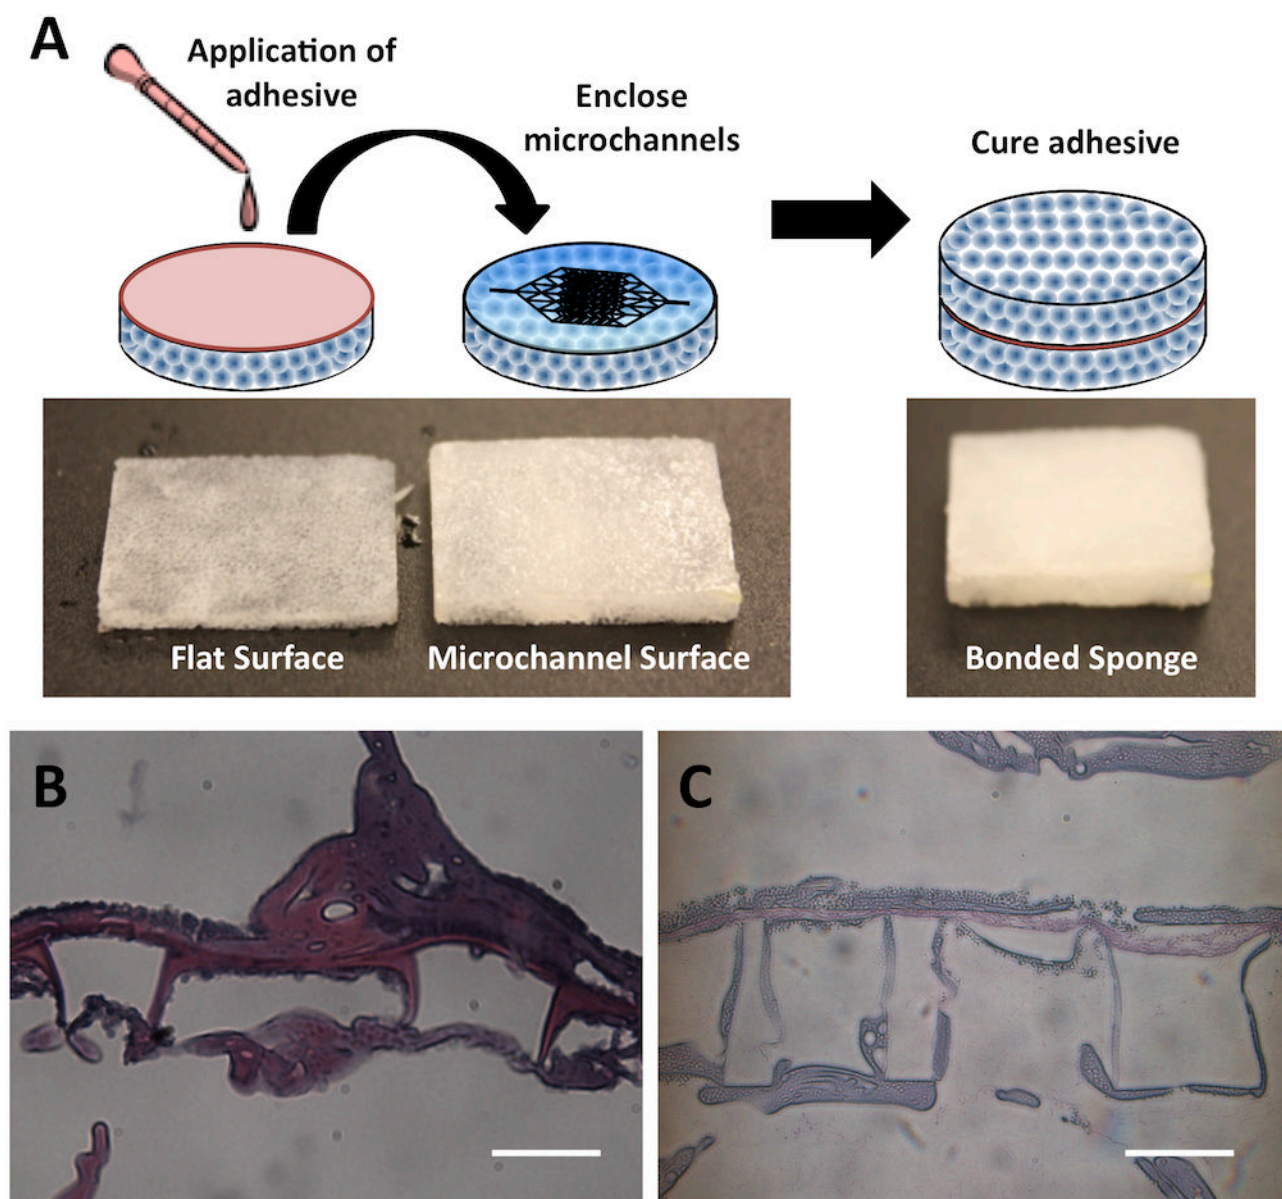 A
Application of
adhesive
Enclose
microchannels
Cure adhesive
Flat Surface
Microchannel Surface
Bonded Sponge
B
C